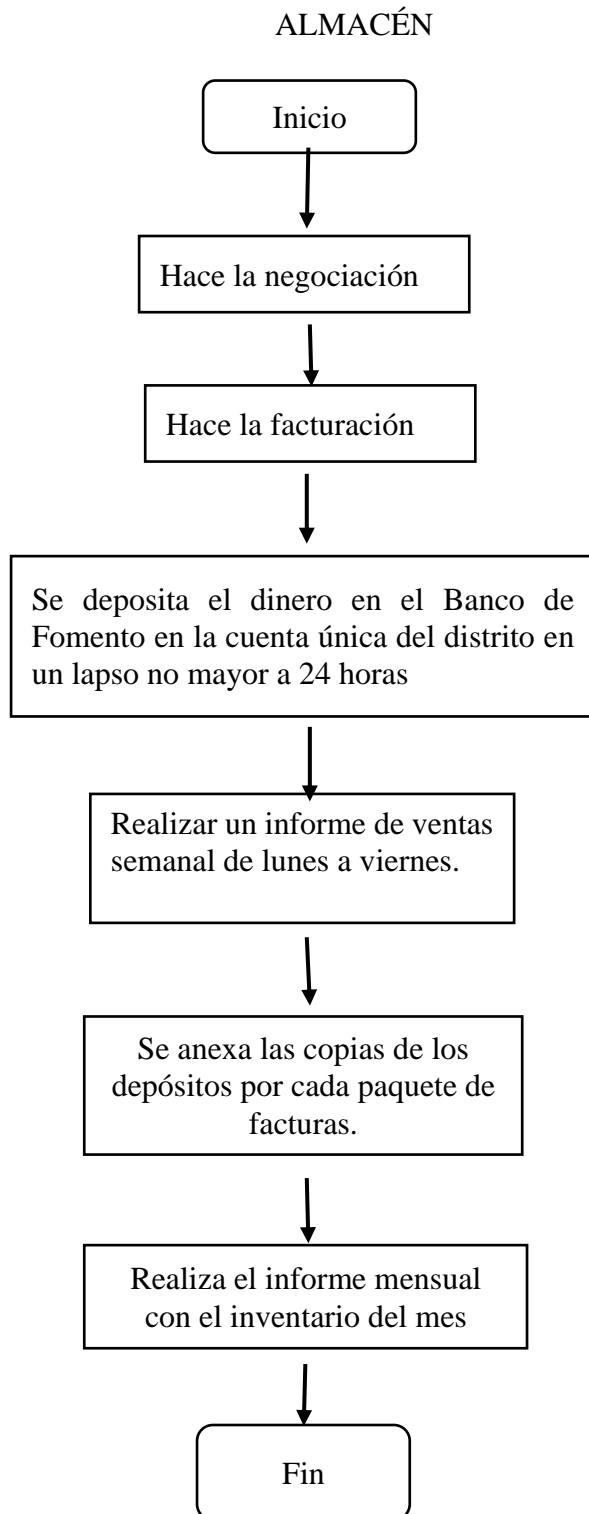 ALMACÉN
Inicio
Hace la negociación
Hace la facturación
Se deposita el dinero en el Banco de
Fomento en la cuenta única del distrito en
un lapso no mayor a 24 horas
Realizar un informe de ventas
semanal de lunes a viernes.
Se anexa las copias de los
depósitos por cada paquete de
facturas.
Realiza el informe mensual
con el inventario del mes
Fin